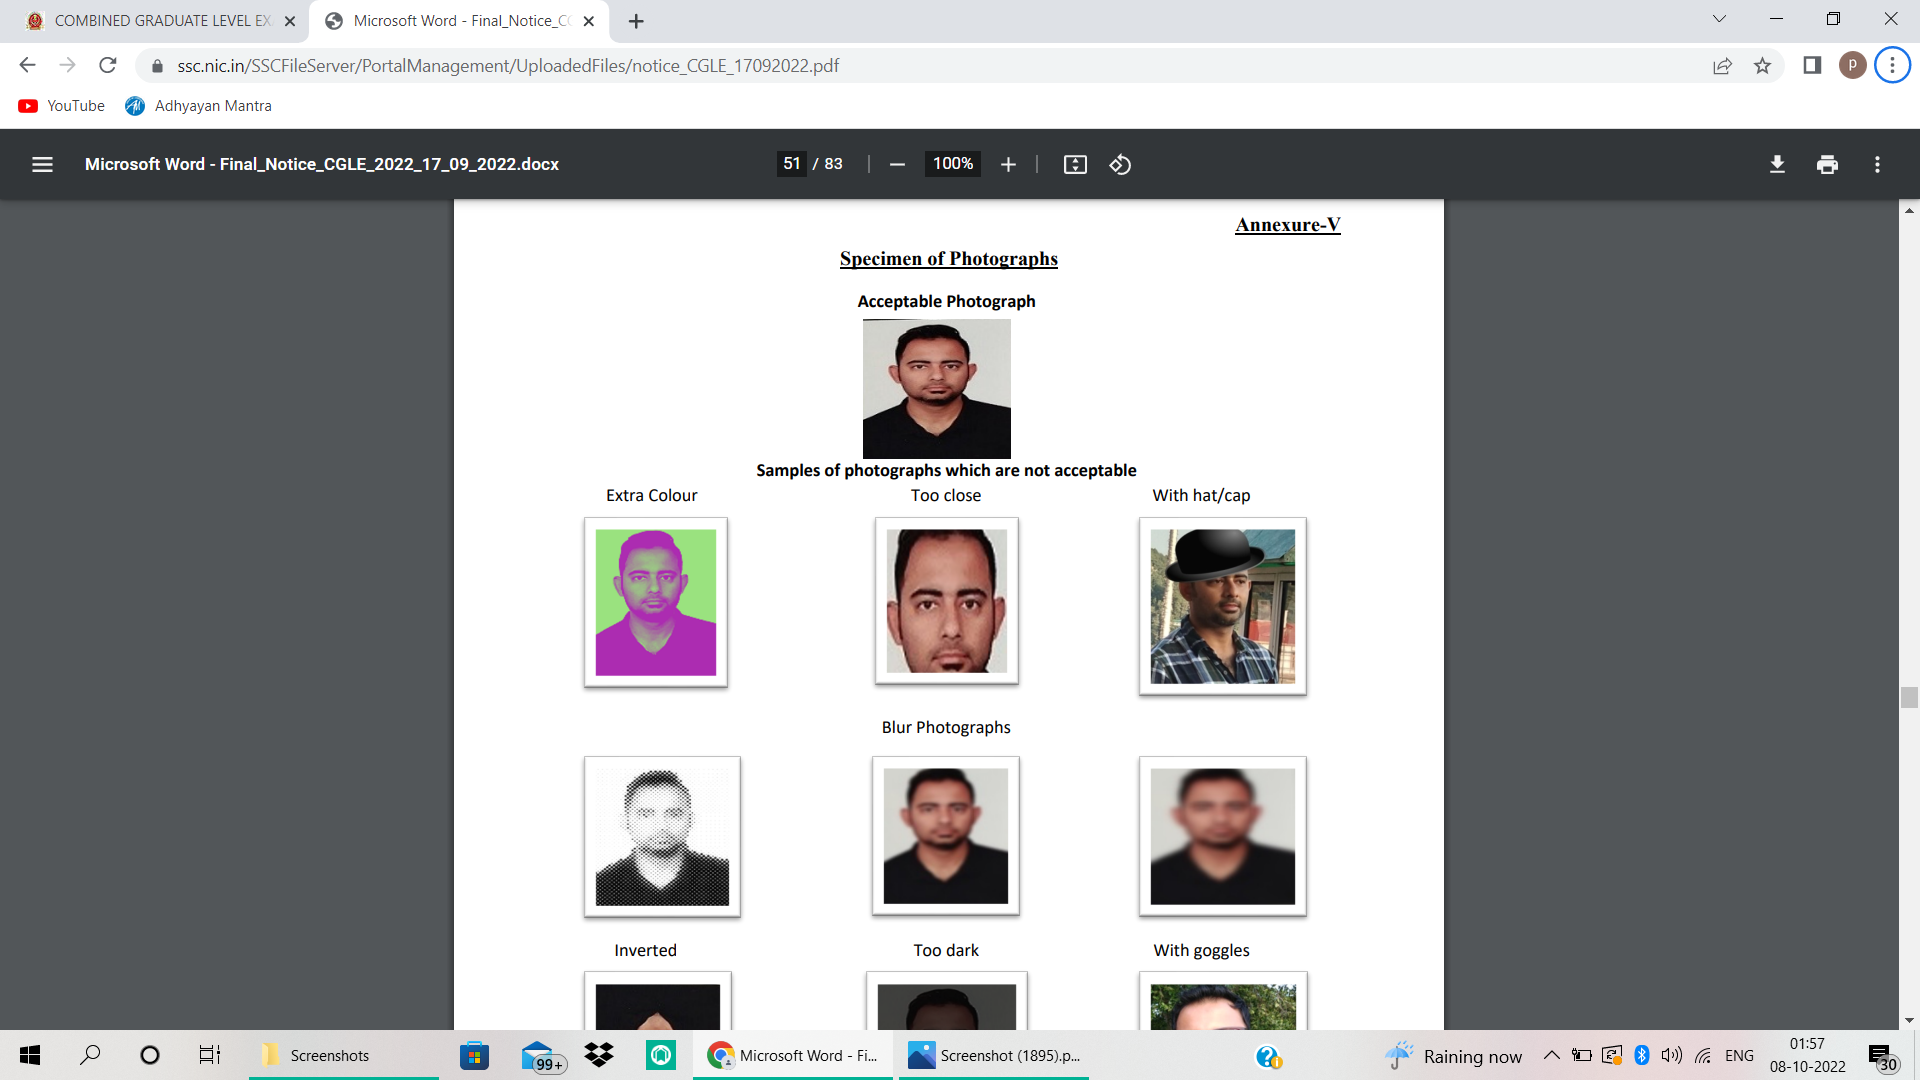 COMBINED GRADUATE LEVEL EX
Microsoft Word - Final_Notice_CG
ssc.nic.in/SSCFileServer/PortalManagement/UploadedFiles/notice_CGLE_17092022.pdf
P
YouTube
Adhyayan Mantra
Microsoft Word - Final_Notice_CGLE_2022_17_09_2022.docx
51 / 83
100%
Annexure-V
Specimen of Photographs
Acceptable Photograph
Samples of photographs which are not acceptable
Extra Colour Too close With hat/cap
Blur Photographs
Inverted Too dark With goggles
Screenshots
99+
Microsoft Word - Fi...
Screenshot (1895).p...
Raining now
ENG
01:57
08-10-2022
30